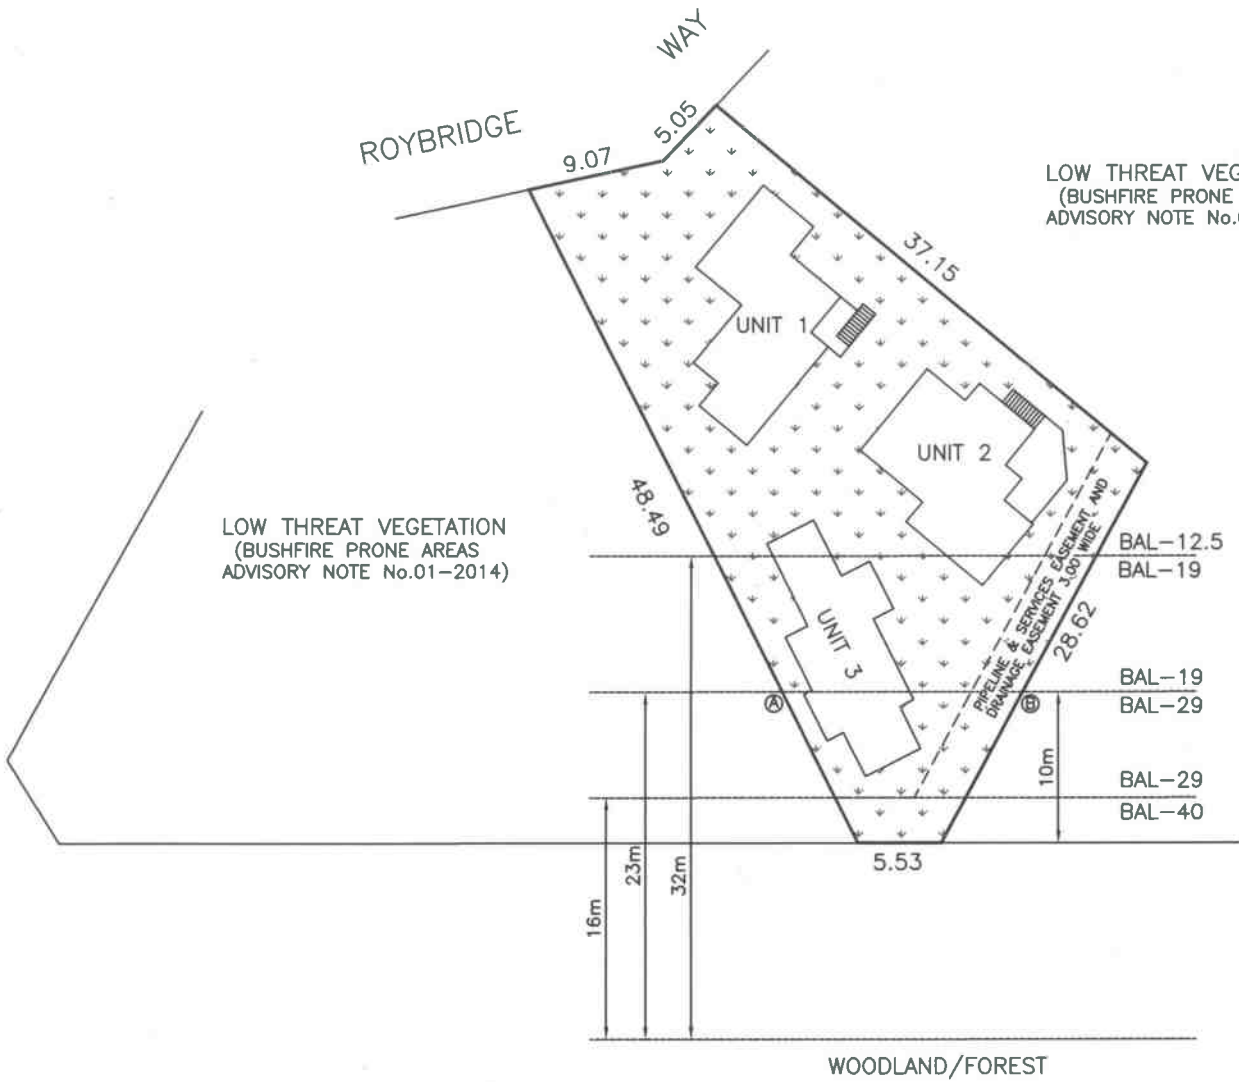 WAY
ROYBRIDGE
9.07
5.05
LOW THREAT VEG
(BUSHFIRE PRONE
ADVISORY NOTE No.
37.15
UNIT 1
UNIT 2
48.49
LOW THREAT VEGETATION
(BUSHFIRE PRONE AREAS
ADVISORY NOTE No.01-2014)
PIPELINE & SERVICES EASEMENT AND
DRAINAGE EASEMENT 3.00 WIDE
BAL-12.5
BAL-19
28.62
UNIT 3
BAL-19
BAL-29
A
B
10m
BAL-29
BAL-40
5.53
23m
32m
16m
WOODLAND/FOREST